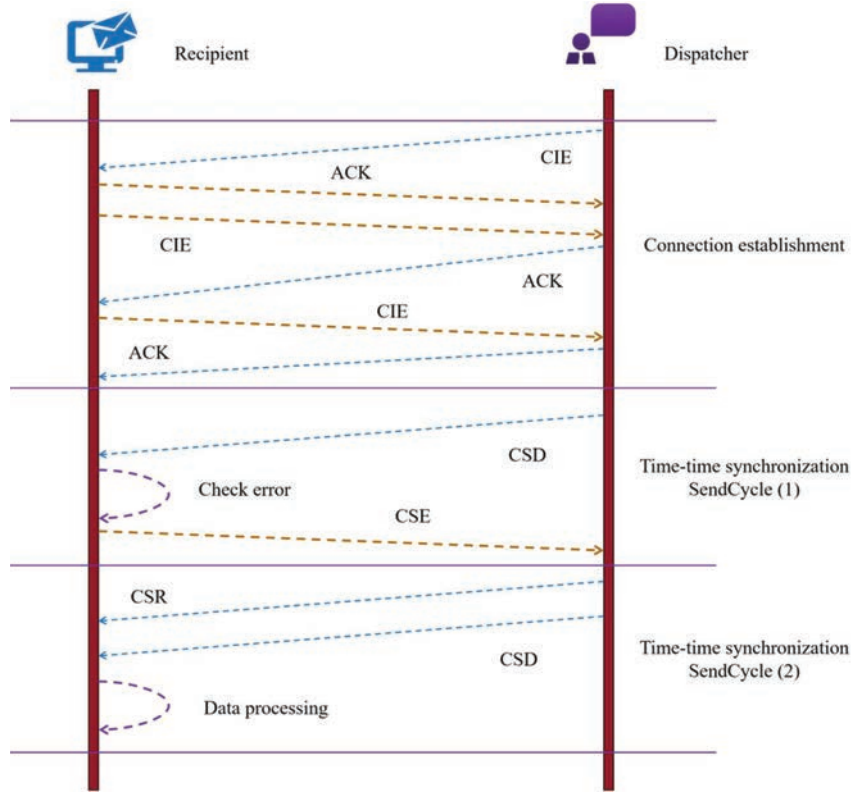 Recipient
Dispatcher
CIE
ACK
CIE
Connection establishment
ACK
CIE
ACK
CSD
Time-time synchronization
SendCycle (1)
Check error
CSE
CSR
Time-time synchronization
SendCycle (2)
CSD
Data processing